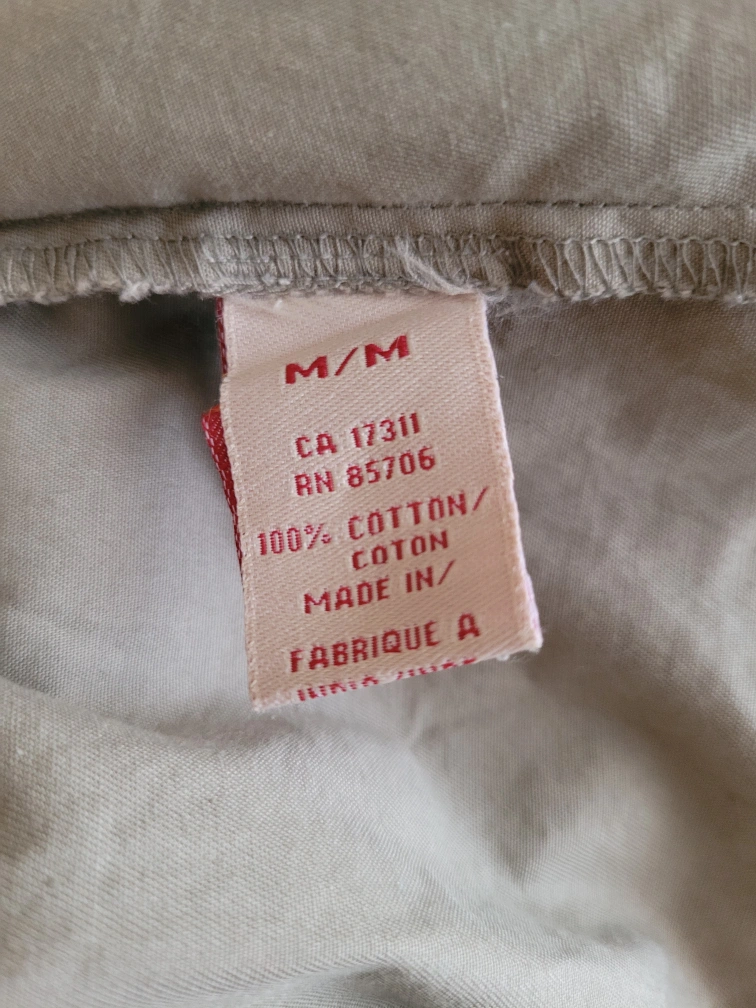 M/M
CA 17311
RN 85706
100% COTTON/
COTON
MADE IN/
FABRIQUE A